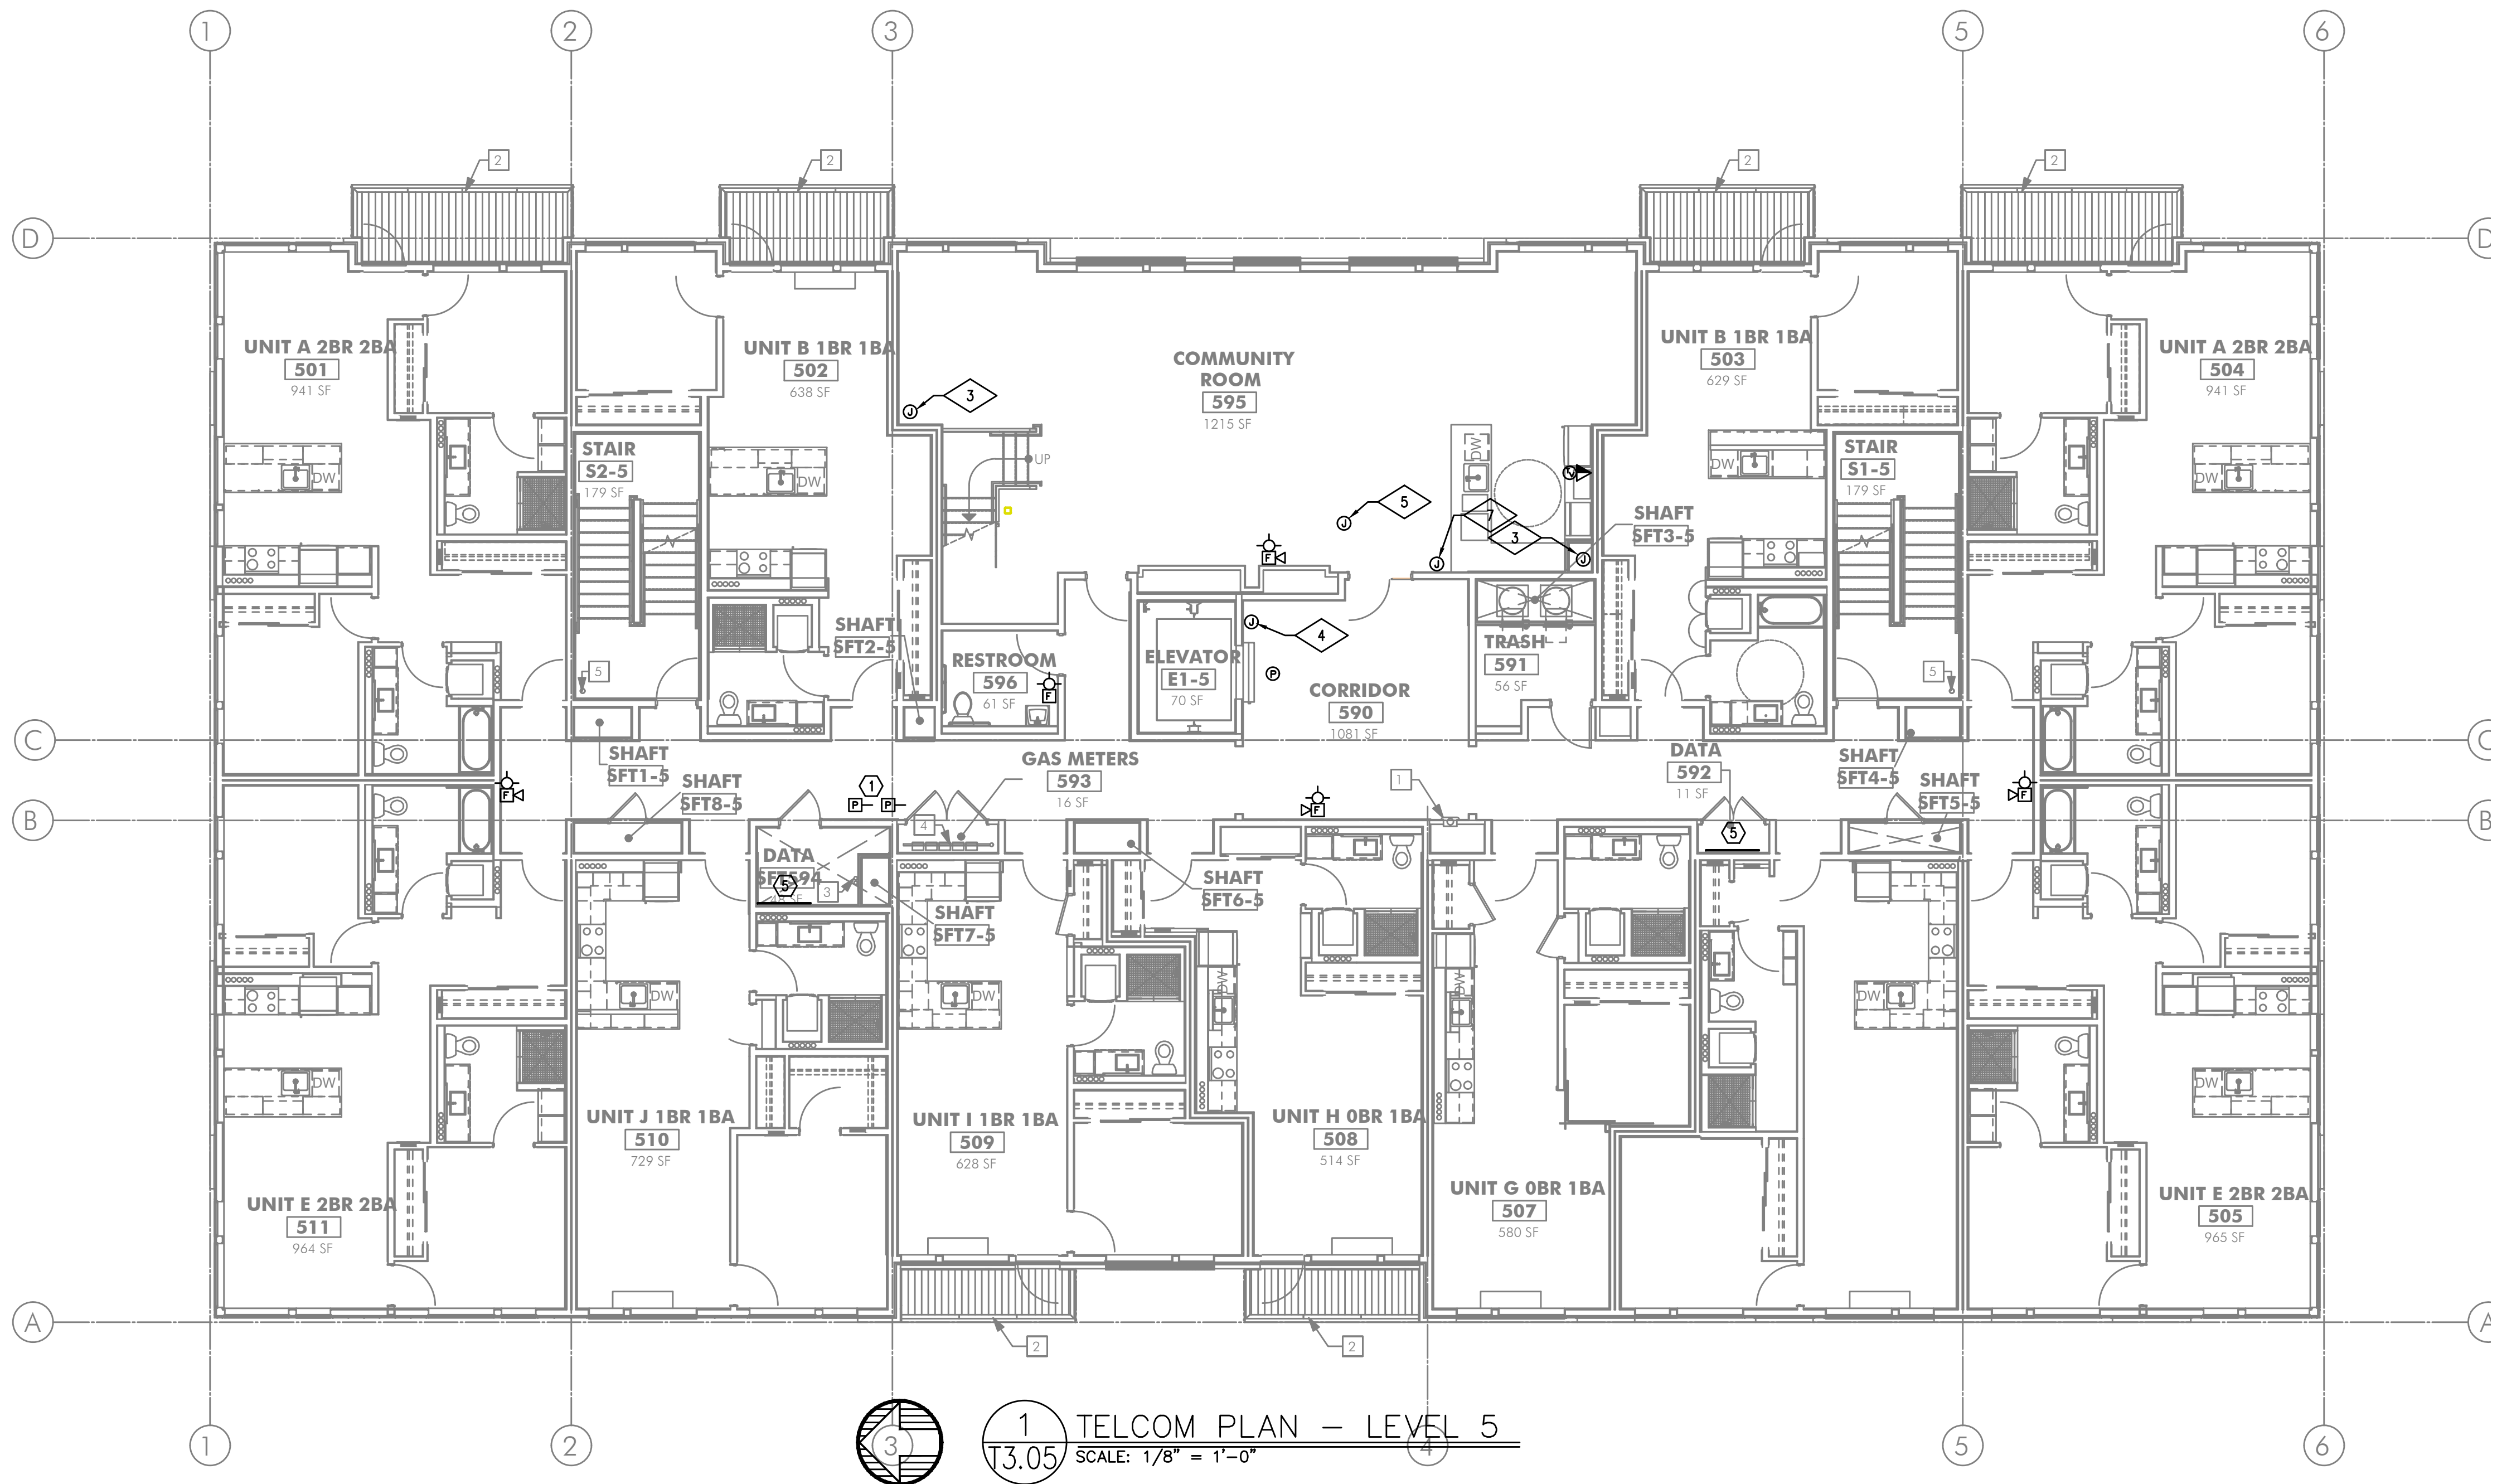 1
2
3
5
6
2
2
2
2
D
D
UNIT A 2BR 2BA
501
941 SF
UNIT B 1BR 1BA
502
638 SF
COMMUNITY
ROOM
595
1215 SF
UNIT B 1BR 1BA
503
629 SF
UNIT A 2BR 2BA
504
941 SF
J
3
STAIR
S2-5
179 SF
UP
DW
DW
DW
DW
DW
STAIR
S1-5
179 SF
5
J
7
3
J
J
SHAFT
SFT3-5
F
SHAFT
SFT2-5
RESTROOM
596
61 SF
F
ELEVATOR
E1-5
70 SF
J
4
P
CORRIDOR
590
1081 SF
TRASH
591
56 SF
5
5
C
C
SHAFT
SFT1-5
SHAFT
SFT8-5
GAS METERS
593
16 SF
1
DATA
592
11 SF
SHAFT
SFT4-5
SHAFT
SFT5-5
F
1
P
P
F
F
B
B
4
5
DATA
SFT594
48 SF
5
3
SHAFT
SFT7-5
SHAFT
SFT6-5
DW
DW
DW
DW
DW
DW
DW
UNIT J 1BR 1BA
510
729 SF
UNIT I 1BR 1BA
509
628 SF
UNIT H 0BR 1BA
508
514 SF
UNIT G 0BR 1BA
507
580 SF
UNIT E 2BR 2BA
511
964 SF
UNIT E 2BR 2BA
505
965 SF
A
A
2
2
1
2
3
4
5
6
1
T3.05
TELCOM PLAN - LEVEL 5
SCALE: 1/8" = 1'-0"